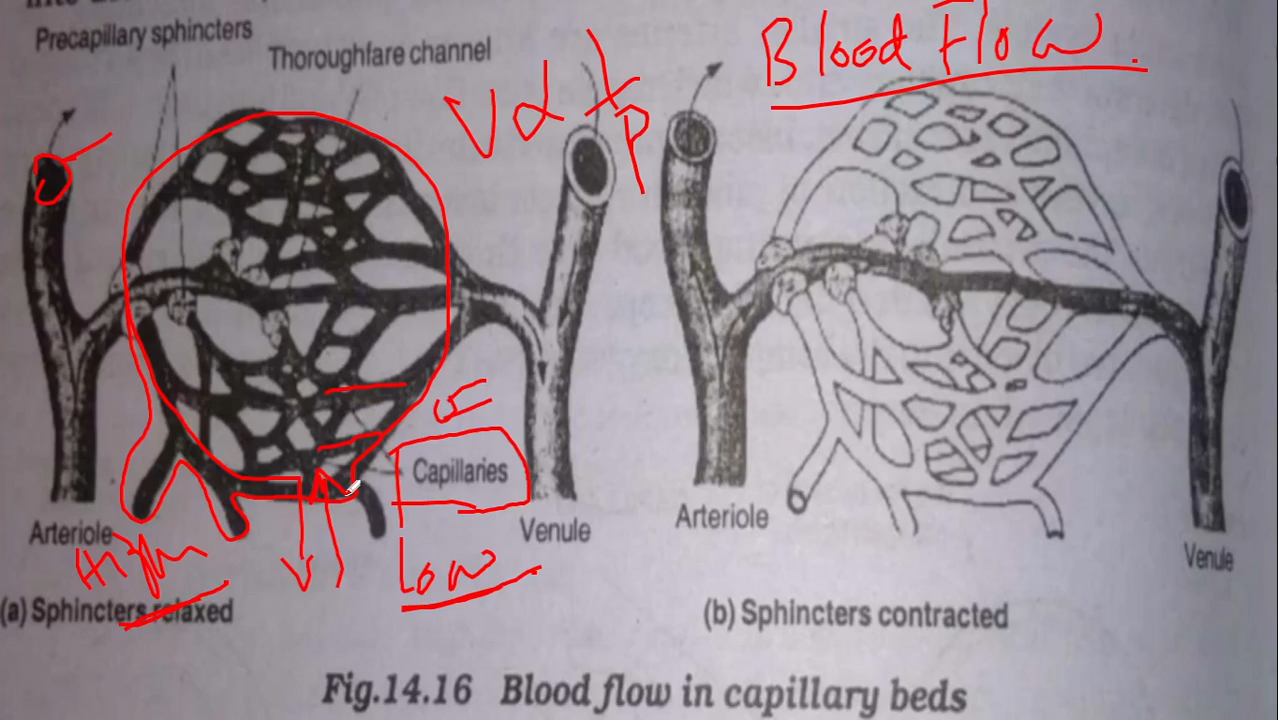 Precapillary sphincters
Thoroughfare channel
Blood Flow.
V α 1/P
Capillaries
Arteriole
Venule
Arteriole
Venule
High
Low
(a) Sphincters relaxed
(b) Sphincters contracted
Fig.14.16 Blood flow in capillary beds